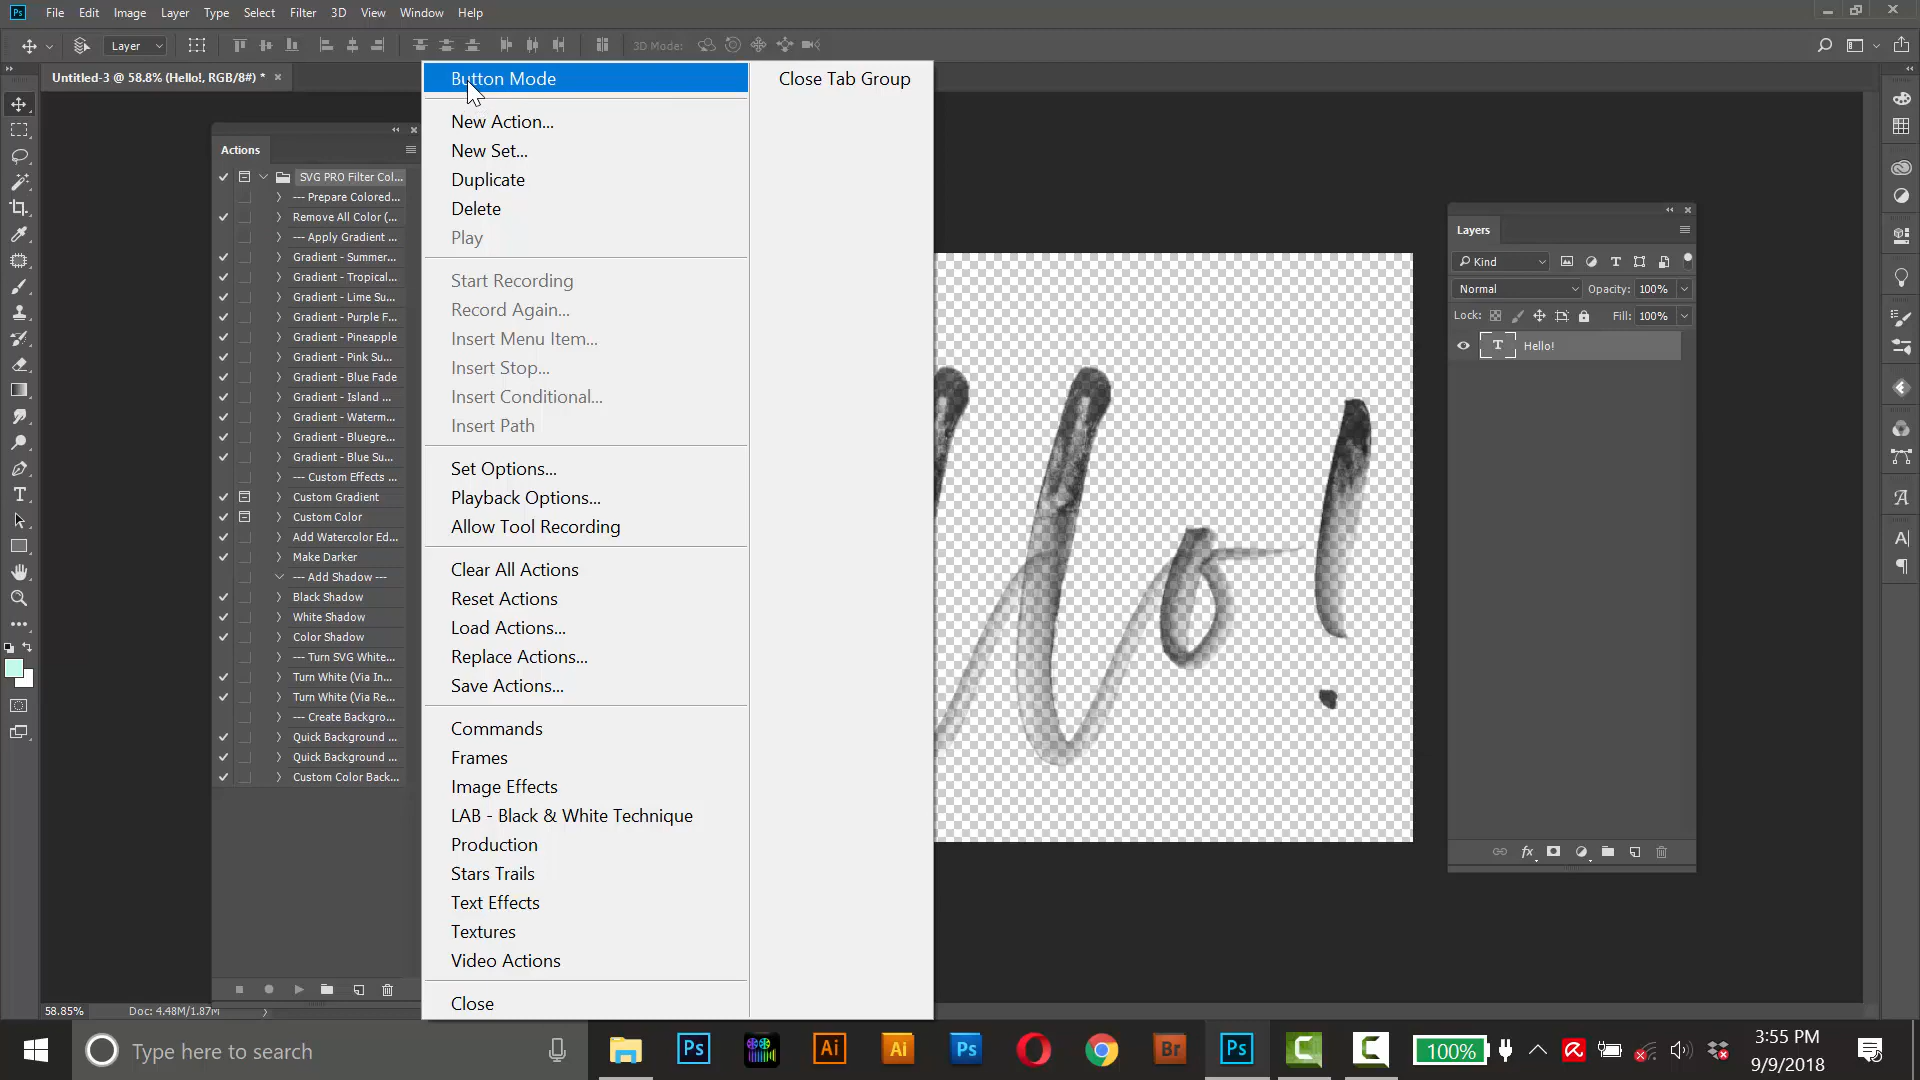 Ps File Edit Image Layer Type Select Filter 3D View Window Help
Layer 3D Mode:
Untitled-3 @ 58.8% (Hello!, RGB/8#) * ×
Actions
SVG PRO Filter Col...
--- Prepare Colored...
Remove All Color (...
--- Apply Gradient ...
Gradient - Summer...
Gradient - Tropical...
Gradient - Lime Su...
Gradient - Purple F...
Gradient - Pineapple
Gradient - Pink Su...
Gradient - Blue Fade
Gradient - Island ...
Gradient - Waterm...
Gradient - Bluegre...
Gradient - Blue Su...
--- Custom Effects ...
Custom Gradient
Custom Color
Add Watercolor Ed...
Make Darker
--- Add Shadow ---
Black Shadow
White Shadow
Color Shadow
--- Turn SVG White...
Turn White (Via In...
Turn White (Via Re...
--- Create Backgro...
Quick Background ...
Quick Background ...
Custom Color Back...
Button Mode
New Action...
New Set...
Duplicate
Delete
Play
Start Recording
Record Again...
Insert Menu Item...
Insert Stop...
Insert Conditional...
Insert Path
Set Options...
Playback Options...
Allow Tool Recording
Clear All Actions
Reset Actions
Load Actions...
Replace Actions...
Save Actions...
Commands
Frames
Image Effects
LAB - Black & White Technique
Production
Stars Trails
Text Effects
Textures
Video Actions
Close
Close Tab Group
llo!
Layers
Kind
Normal Opacity: 100%
Lock: Fill: 100%
T Hello!
fx
58.85% Doc: 4.48M/1.87M
Type here to search
Ps Ai Ai Ps Br Ps
100%
3:55 PM
9/9/2018